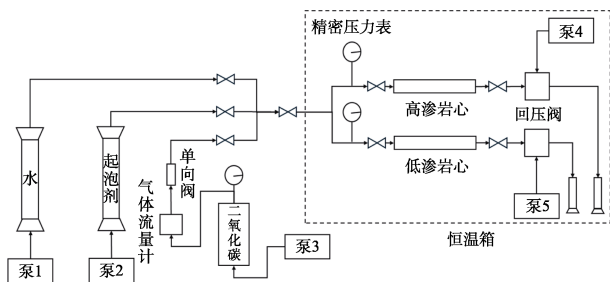 精密压力表
泵4
高渗岩心
回压阀
水
起泡剂
单向阀
气体流量计
二氧化碳
低渗岩心
泵5
泵3
恒温箱
泵1
泵2